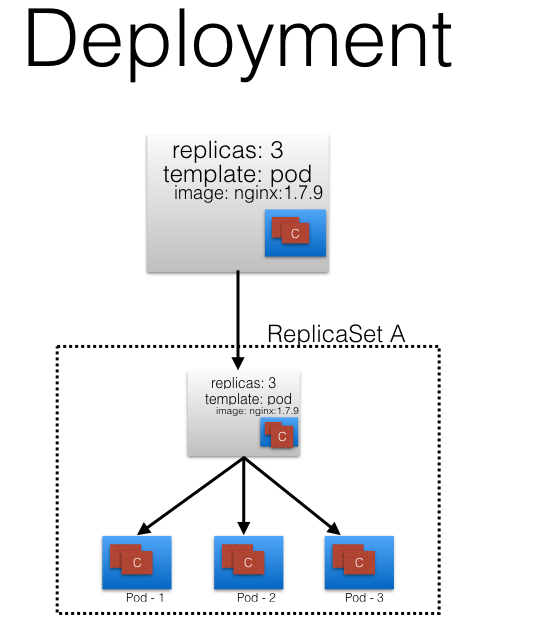 Deployment
replicas: 3
template: pod
image: nginx:1.7.9
C
ReplicaSet A
replicas: 3
template: pod
image: nginx:1.7.9
C
C
C
C
Pod - 1
Pod - 2
Pod - 3